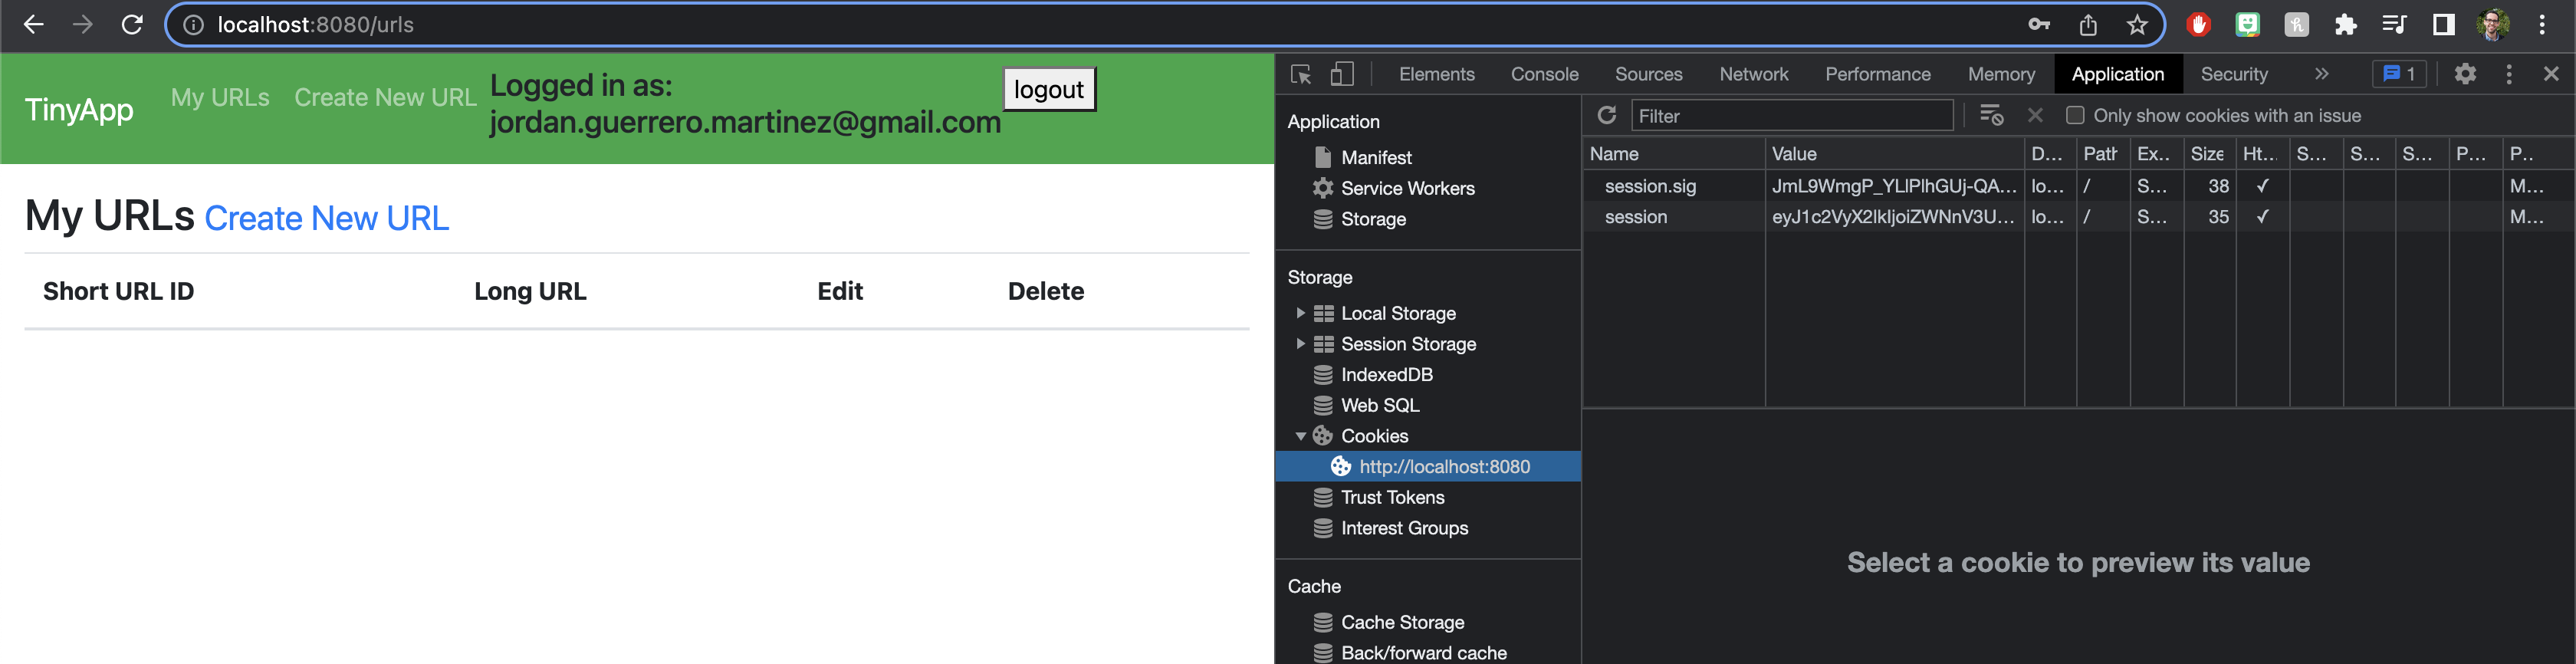 localhost:8080/urls
TinyApp My URLs Create New URL Logged in as: jordan.guerrero.martinez@gmail.com logout
My URLs Create New URL
Short URL ID Long URL Edit Delete
Elements Console Sources Network Performance Memory Application Security 1
Application
Manifest
Service Workers
Storage
Storage
Local Storage
Session Storage
IndexedDB
Web SQL
Cookies
http://localhost:8080
Trust Tokens
Interest Groups
Cache
Cache Storage
Back/forward cache
Filter Only show cookies with an issue
Name Value D... Path Ex.. Size Ht... S... S... S... P... P..
session.sig JmL9WmgP_YLlPlhGUj-QA... lo... / S... 38 ✓ M...
session eyJ1c2VyX2lkIjoiZWNnV3U... lo... / S... 35 ✓ M...
Select a cookie to preview its value